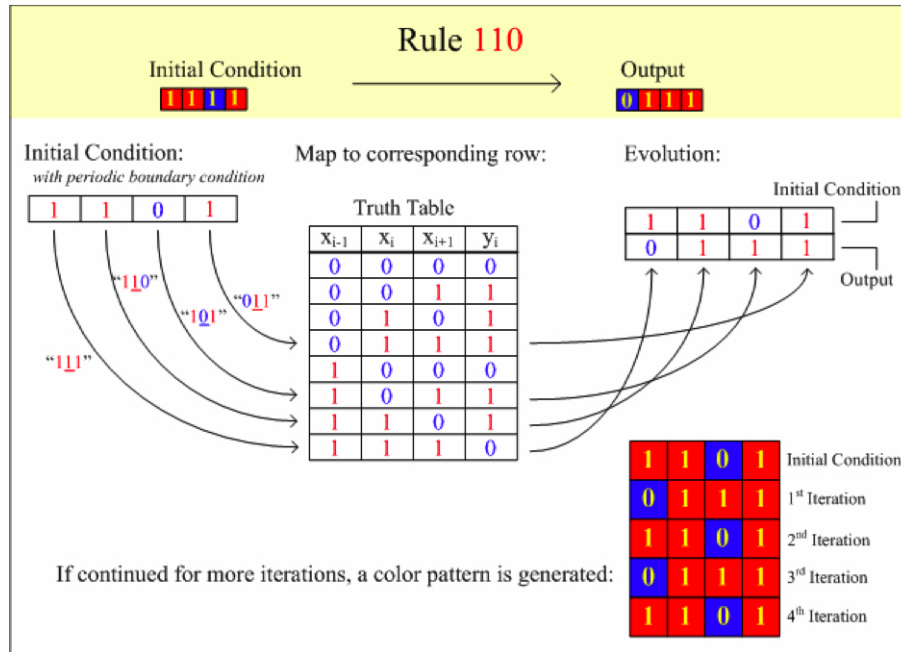 Rule 110
Initial Condition
Output
1 1 1 1
0 1 1 1
Initial Condition:
with periodic boundary condition
1 1 0 1
Map to corresponding row:
Truth Table
xi-1 xi xi+1 yi
0 0 0 0
0 0 1 1
0 1 0 1
0 1 1 1
1 0 0 0
1 0 1 1
1 1 0 1
1 1 1 0
“110”
“101”
“011”
“111”
Evolution:
Initial Condition
1 1 0 1
0 1 1 1
Output
1 1 0 1 Initial Condition
0 1 1 1 1st Iteration
1 1 0 1 2nd Iteration
0 1 1 1 3rd Iteration
1 1 0 1 4th Iteration
If continued for more iterations, a color pattern is generated: